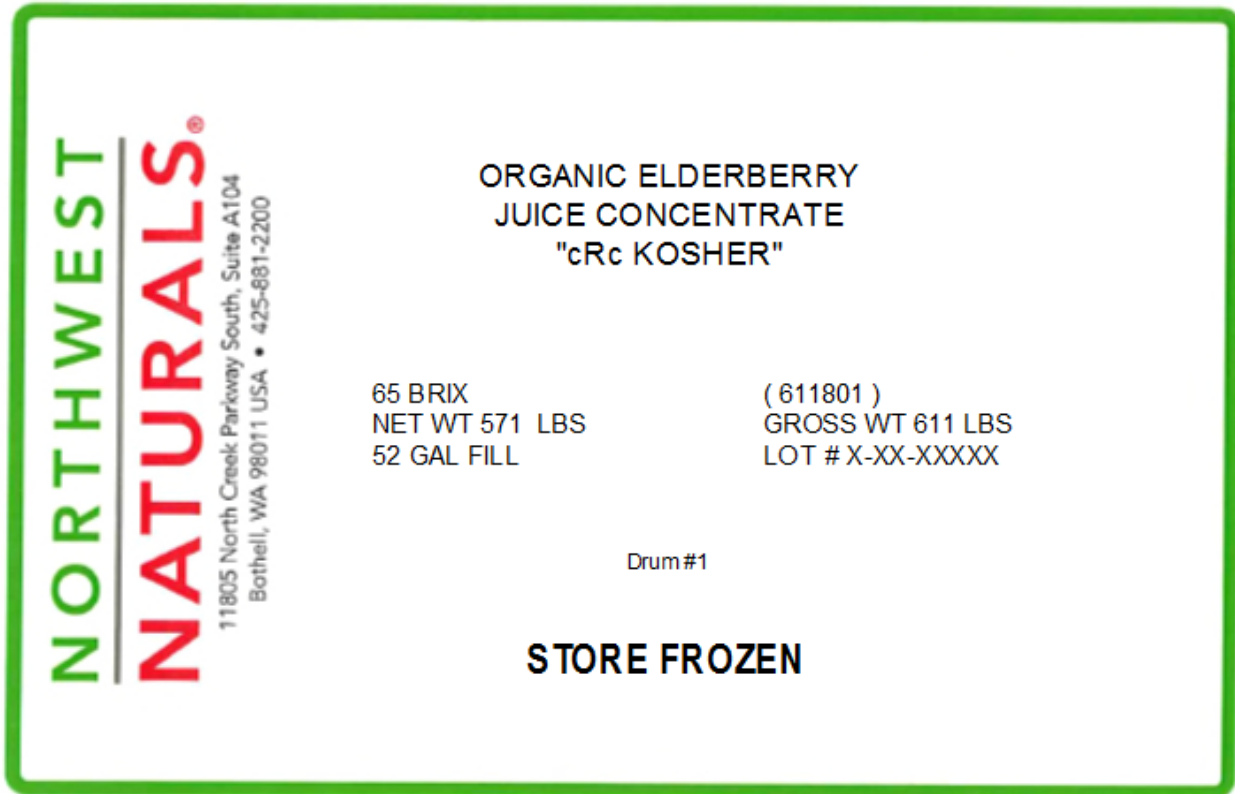 NORTHWEST
NATURALS®
11805 North Creek Parkway South, Suite A104
Bothell, WA 98011 USA • 425-881-2200
ORGANIC ELDERBERRY
JUICE CONCENTRATE
"cRc KOSHER"
65 BRIX
NET WT 571 LBS
52 GAL FILL
( 611801 )
GROSS WT 611 LBS
LOT # X-XX-XXXXX
Drum #1
STORE FROZEN